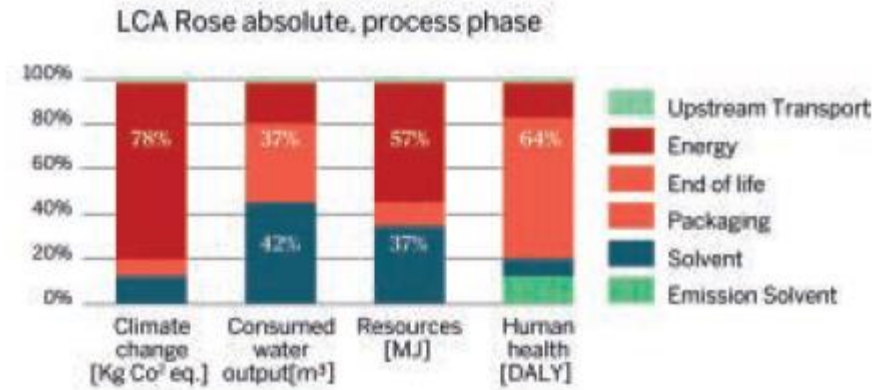 LCA Rose absolute, process phase
100%
80%
60%
40%
20%
0%
78%
37%
57%
64%
42%
37%
Climate
change
[Kg Co² eq.]
Consumed
water
output[m³]
Resources
[MJ]
Human
health
[DALY]
Upstream Transport
Energy
End of life
Packaging
Solvent
Emission Solvent